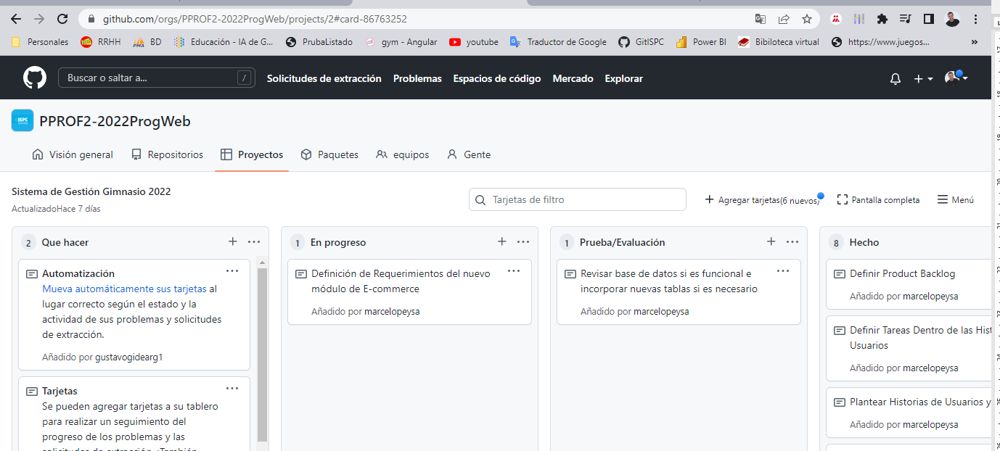 github.com/orgs/PPROF2-2022ProgWeb/projects/2#card-86763252
Personales RRHH BD Educación - IA de G... PrubaListado gym - Angular youtube Traductor de Google GitISPC Power BI Bibiloteca virtual https://www.juegos... »
Buscar o saltar a... / Solicitudes de extracción Problemas Espacios de código Mercado Explorar
ISPC PPROF2-2022ProgWeb
Visión general Repositorios Proyectos Paquetes equipos Gente
Sistema de Gestión Gimnasio 2022
ActualizadoHace 7 días
Tarjetas de filtro
Agregar tarjetas(6 nuevos) Pantalla completa Menú
2 Que hacer
Automatización
Mueva automáticamente sus tarjetas al
lugar correcto según el estado y la
actividad de sus problemas y solicitudes
de extracción.
Añadido por gustavogidearg1
Tarjetas
Se pueden agregar tarjetas a su tablero
para realizar un seguimiento del
progreso de los problemas y las
solicitudes de extracción. ¡También
1 En progreso
Definición de Requerimientos del nuevo
módulo de E-commerce
Añadido por marcelopeysa
1 Prueba/Evaluación
Revisar base de datos si es funcional e
incorporar nuevas tablas si es necesario
Añadido por marcelopeysa
8 Hecho
Definir Product Backlog
Añadido por marcelopeysa
Definir Tareas Dentro de las Hist
Usuarios
Añadido por marcelopeysa
Plantear Historias de Usuarios y
Añadido por marcelopeysa